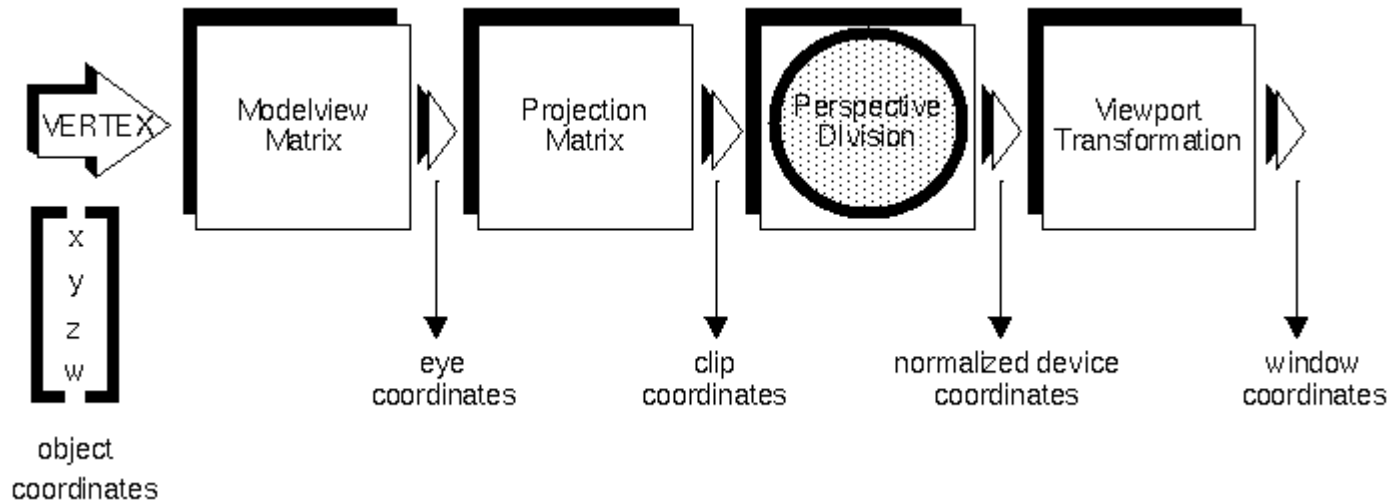 VERTEX
Modelview
Matrix
Projection
Matrix
Perspective
DIvision
Viewport
Transformation
x
y
z
w
object
coordinates
eye
coordinates
clip
coordinates
normalized device
coordinates
window
coordinates